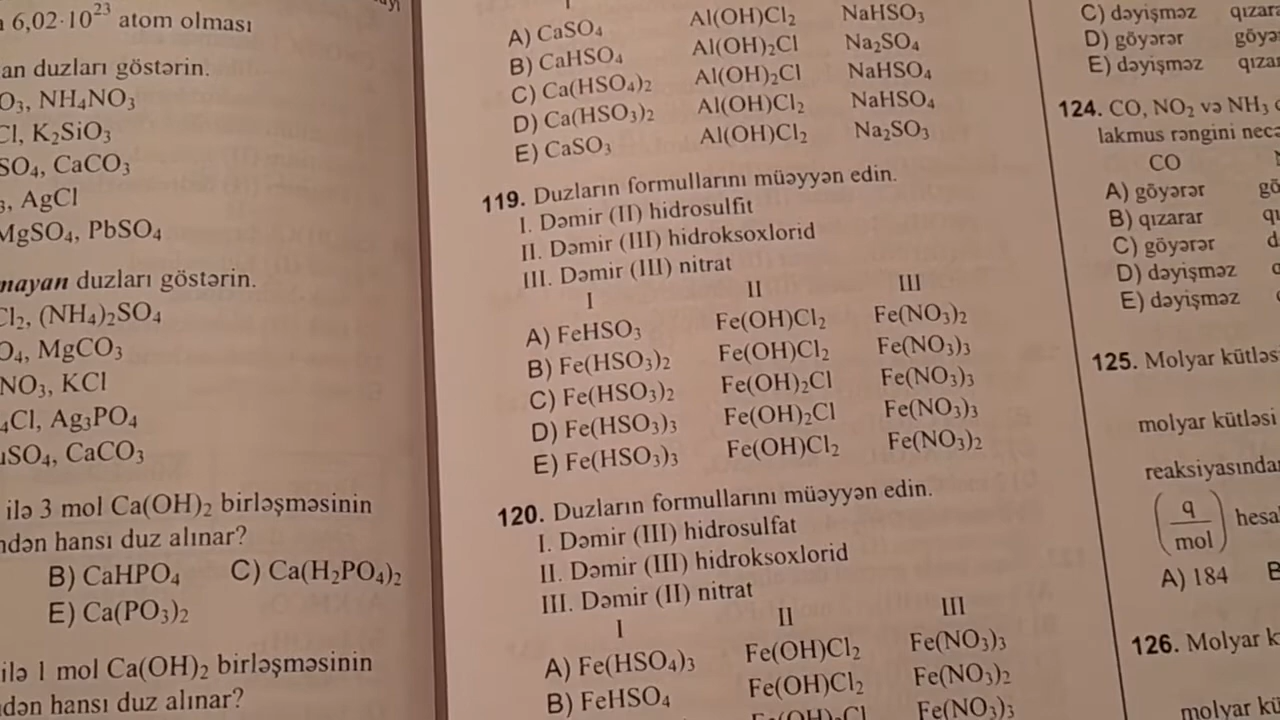 6,02·10²³ atom olması
an duzları göstərin.
O₃, NH₄NO₃
Cl, K₂SiO₃
SO₄, CaCO₃
₃, AgCl
MgSO₄, PbSO₄
mayan duzları göstərin.
Cl₂, (NH₄)₂SO₄
O₄, MgCO₃
NO₃, KCl
₄Cl, Ag₃PO₄
SO₄, CaCO₃
ilə 3 mol Ca(OH)₂ birləşməsinin
ndən hansı duz alınar?
B) CaHPO₄ C) Ca(H₂PO₄)₂
E) Ca(PO₃)₂
ilə 1 mol Ca(OH)₂ birləşməsinin
dən hansı duz alınar?
A) CaSO₄ Al(OH)Cl₂ NaHSO₃
B) CaHSO₄ Al(OH)₂Cl Na₂SO₄
C) Ca(HSO₄)₂ Al(OH)₂Cl NaHSO₄
D) Ca(HSO₃)₂ Al(OH)Cl₂ NaHSO₄
E) CaSO₃ Al(OH)Cl₂ Na₂SO₃
119. Duzların formullarını müəyyən edin.
I. Dəmir (II) hidrosulfit
II. Dəmir (III) hidroksoxlorid
III. Dəmir (III) nitrat
I II III
A) FeHSO₃ Fe(OH)Cl₂ Fe(NO₃)₂
B) Fe(HSO₃)₂ Fe(OH)Cl₂ Fe(NO₃)₃
C) Fe(HSO₃)₂ Fe(OH)₂Cl Fe(NO₃)₃
D) Fe(HSO₃)₃ Fe(OH)₂Cl Fe(NO₃)₃
E) Fe(HSO₃)₃ Fe(OH)Cl₂ Fe(NO₃)₂
120. Duzların formullarını müəyyən edin.
I. Dəmir (III) hidrosulfat
II. Dəmir (III) hidroksoxlorid
III. Dəmir (II) nitrat
I II III
A) Fe(HSO₄)₃ Fe(OH)Cl₂ Fe(NO₃)₃
B) FeHSO₄ Fe(OH)Cl₂ Fe(NO₃)₂
Fe(NO₃)₃
C) dəyişməz qızara
D) göyərər göyə
E) dəyişməz qızar
124. CO, NO₂ və NH₃
lakmus rəngini necə
CO
A) göyərər gö
B) qızarar qı
C) göyərər d
D) dəyişməz
E) dəyişməz
125. Molyar kütləs
molyar kütləsi
reaksiyasından
(q/mol) hesa
A) 184 B
126. Molyar k
molyar kü